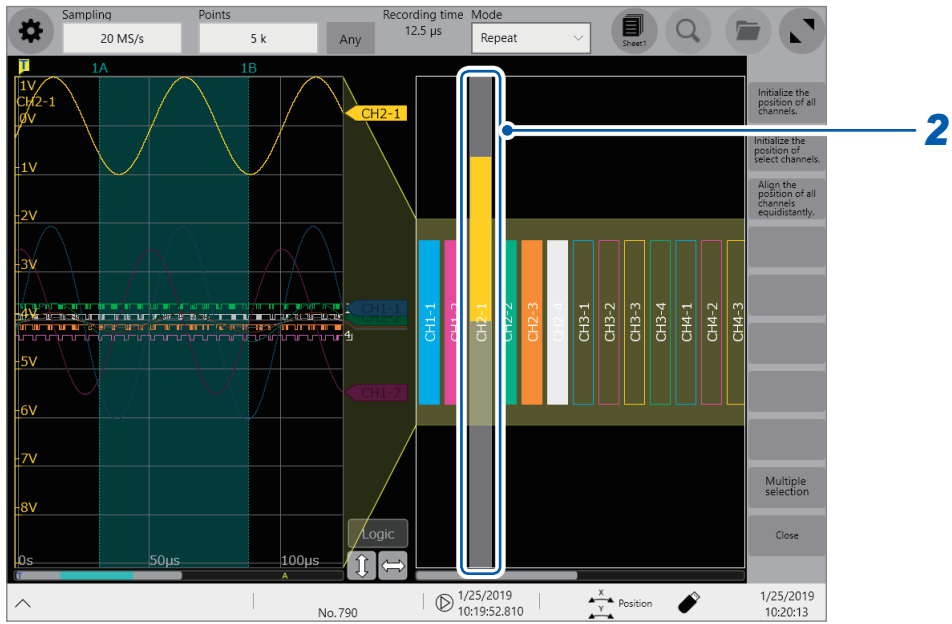 Sampling
20 MS/s
Points
5 k
Any
Recording time
12.5 µs
Mode
Repeat
Sheet1
2
T
1A
1B
1V
CH2-1
0V
-1V
-2V
-3V
-4V
-5V
-6V
-7V
-8V
0s
50µs
100µs
CH2-1
CH1-1
CH1-2
4
Logic
T
A
CH1-1
CH1-2
CH2-1
CH2-2
CH2-3
CH2-4
CH3-1
CH3-2
CH3-3
CH3-4
CH4-1
CH4-2
CH4-3
Initialize the
position of all
channels.
Initialize the
position of
select channels.
Align the
position of all
channels
equidistantly.
Multiple
selection
Close
No.790
1/25/2019
10:19:52.810
X
Y
Position
1/25/2019
10:20:13